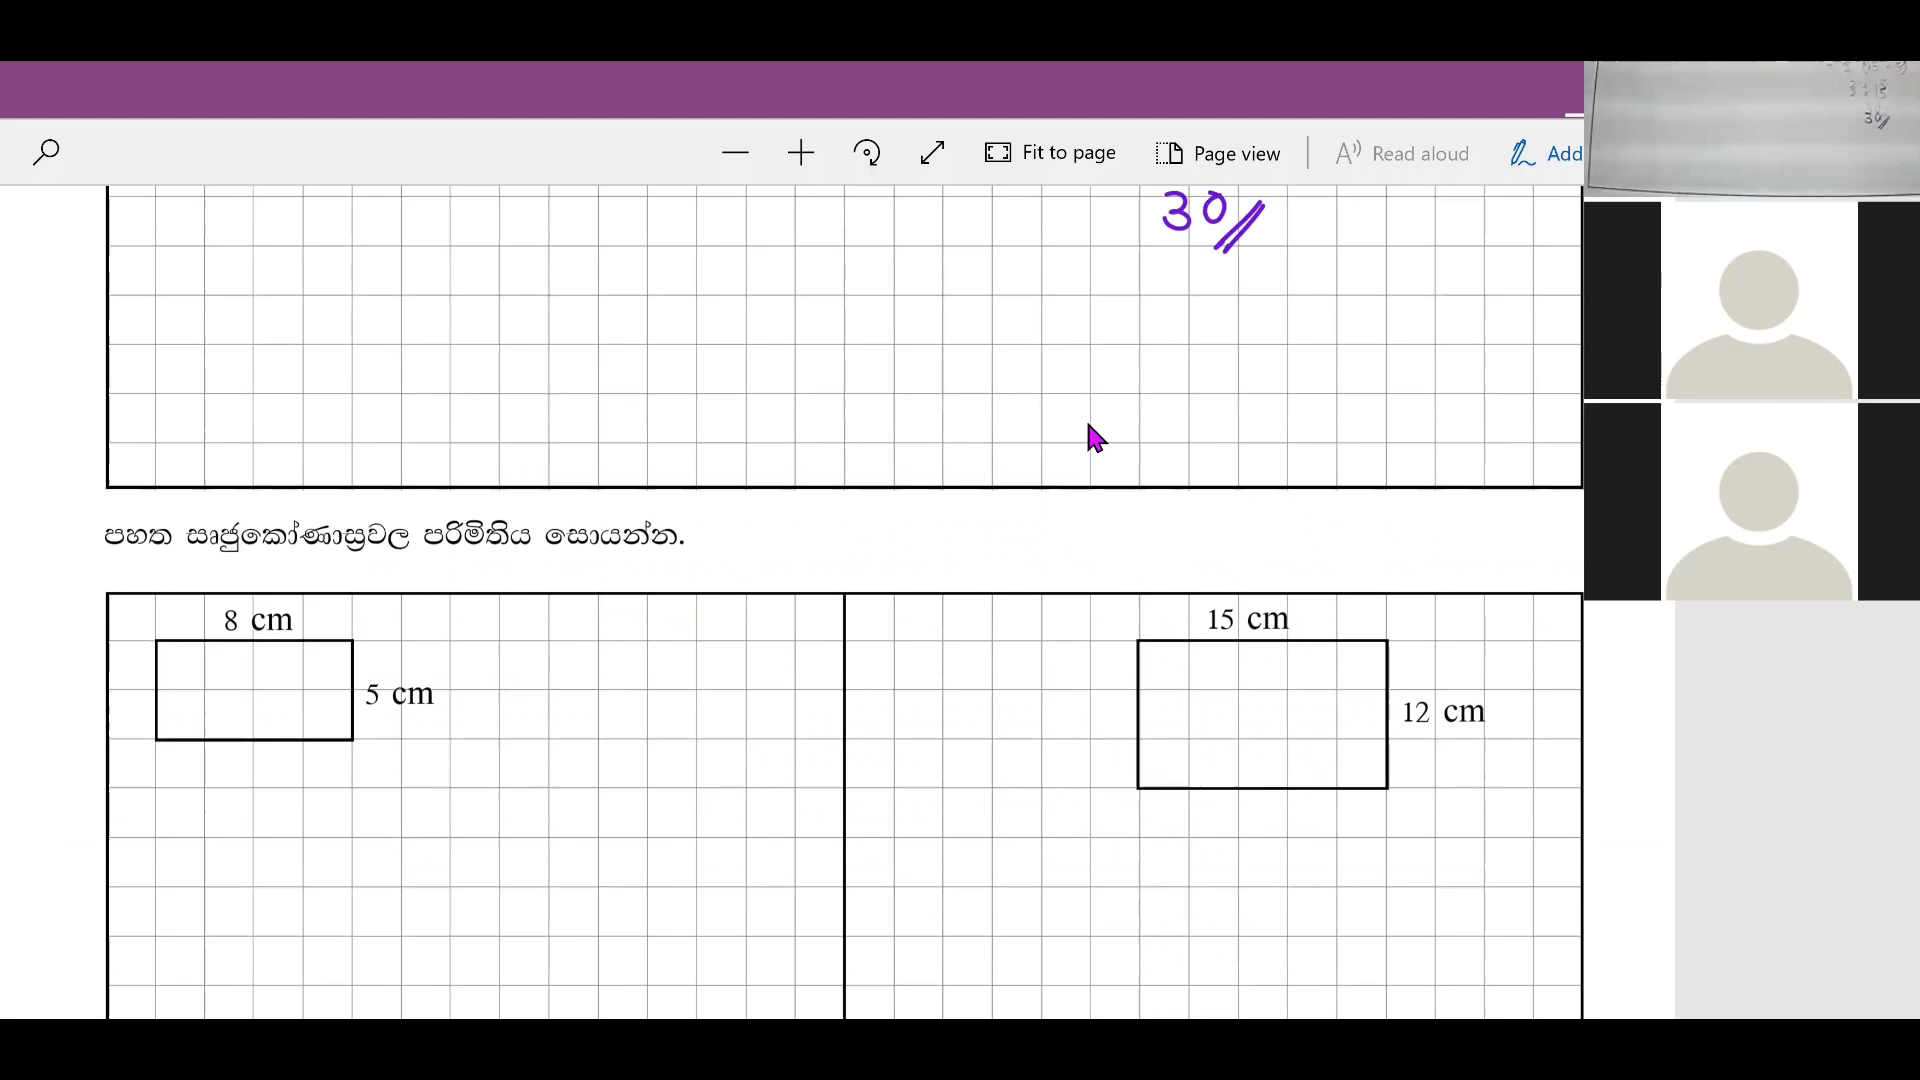 Fit to page
Page view
Read aloud
Add
30
30
පහත සෘජුකෝණාස්‍රවල පරිමිතිය සොයන්න.
8 cm
5 cm
15 cm
12 cm